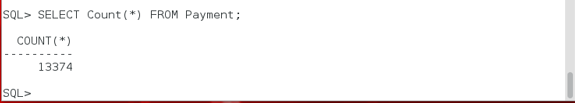 SQL> SELECT Count(*) FROM Payment;
COUNT(*)
----------
13374
SQL>